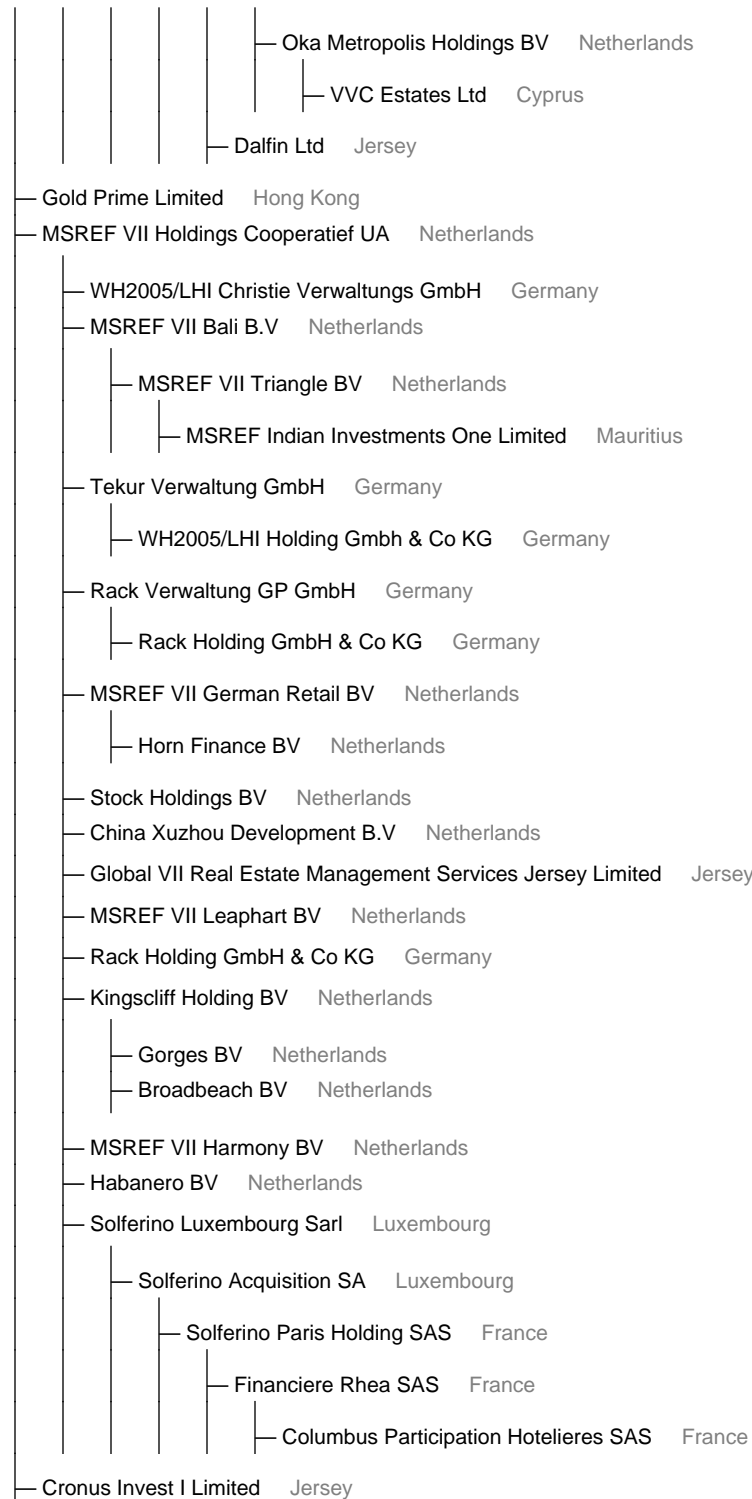 Oka Metropolis Holdings BV Netherlands
VVC Estates Ltd Cyprus
Dalfin Ltd Jersey
Gold Prime Limited Hong Kong
MSREF VII Holdings Cooperatief UA Netherlands
WH2005/LHI Christie Verwaltungs GmbH Germany
MSREF VII Bali B.V Netherlands
MSREF VII Triangle BV Netherlands
MSREF Indian Investments One Limited Mauritius
Tekur Verwaltung GmbH Germany
WH2005/LHI Holding Gmbh & Co KG Germany
Rack Verwaltung GP GmbH Germany
Rack Holding GmbH & Co KG Germany
MSREF VII German Retail BV Netherlands
Horn Finance BV Netherlands
Stock Holdings BV Netherlands
China Xuzhou Development B.V Netherlands
Global VII Real Estate Management Services Jersey Limited Jersey
MSREF VII Leaphart BV Netherlands
Rack Holding GmbH & Co KG Germany
Kingscliff Holding BV Netherlands
Gorges BV Netherlands
Broadbeach BV Netherlands
MSREF VII Harmony BV Netherlands
Habanero BV Netherlands
Solferino Luxembourg Sarl Luxembourg
Solferino Acquisition SA Luxembourg
Solferino Paris Holding SAS France
Financiere Rhea SAS France
Columbus Participation Hotelieres SAS France
Cronus Invest I Limited Jersey